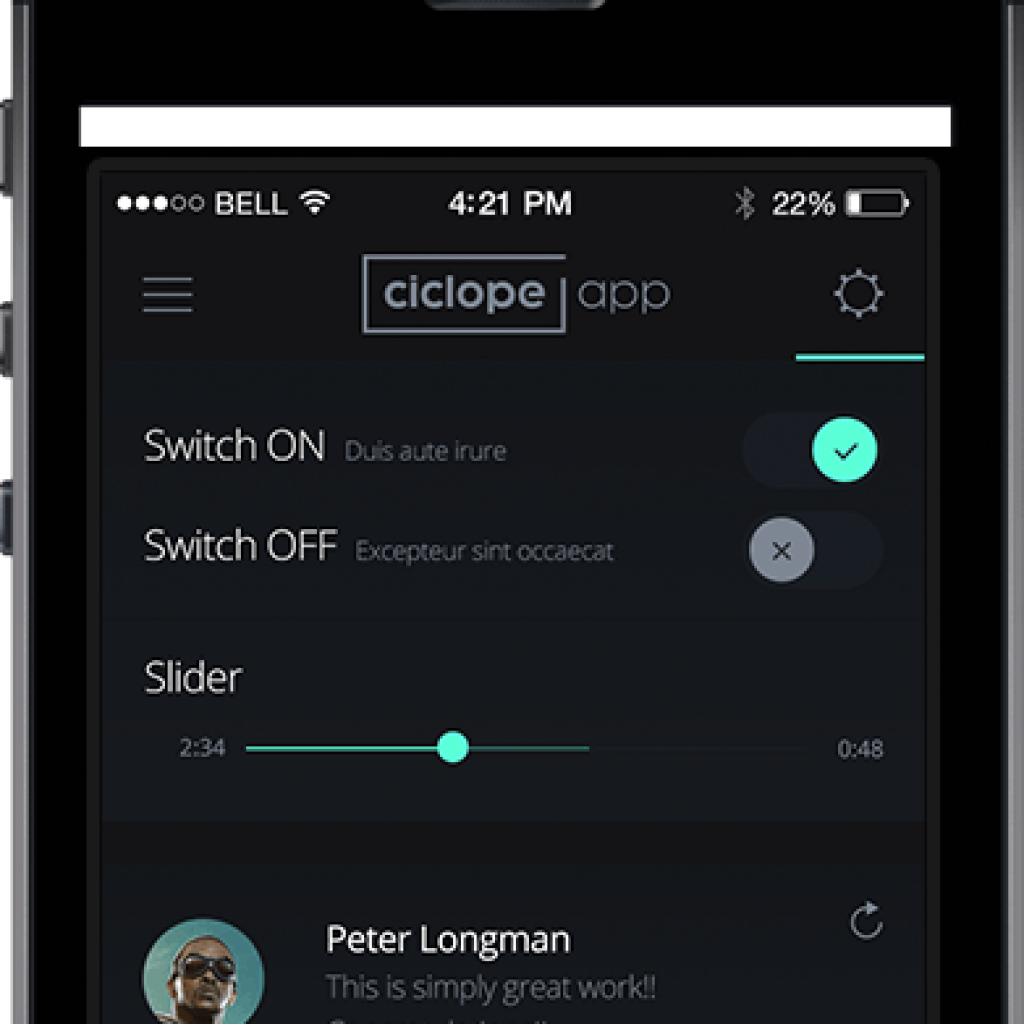 BELL 4:21 PM 22%
ciclope app
Switch ON Duis aute irure
Switch OFF Excepteur sint occaecat
Slider
2:34 0:48
Peter Longman
This is simply great work!!